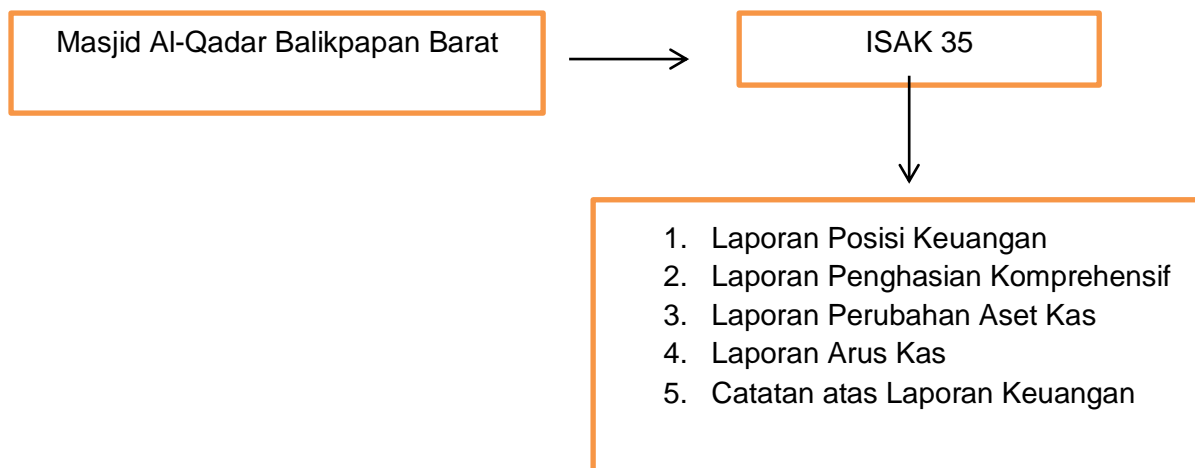 Masjid Al-Qadar Balikpapan Barat
ISAK 35
1. Laporan Posisi Keuangan
2. Laporan Penghasian Komprehensif
3. Laporan Perubahan Aset Kas
4. Laporan Arus Kas
5. Catatan atas Laporan Keuangan